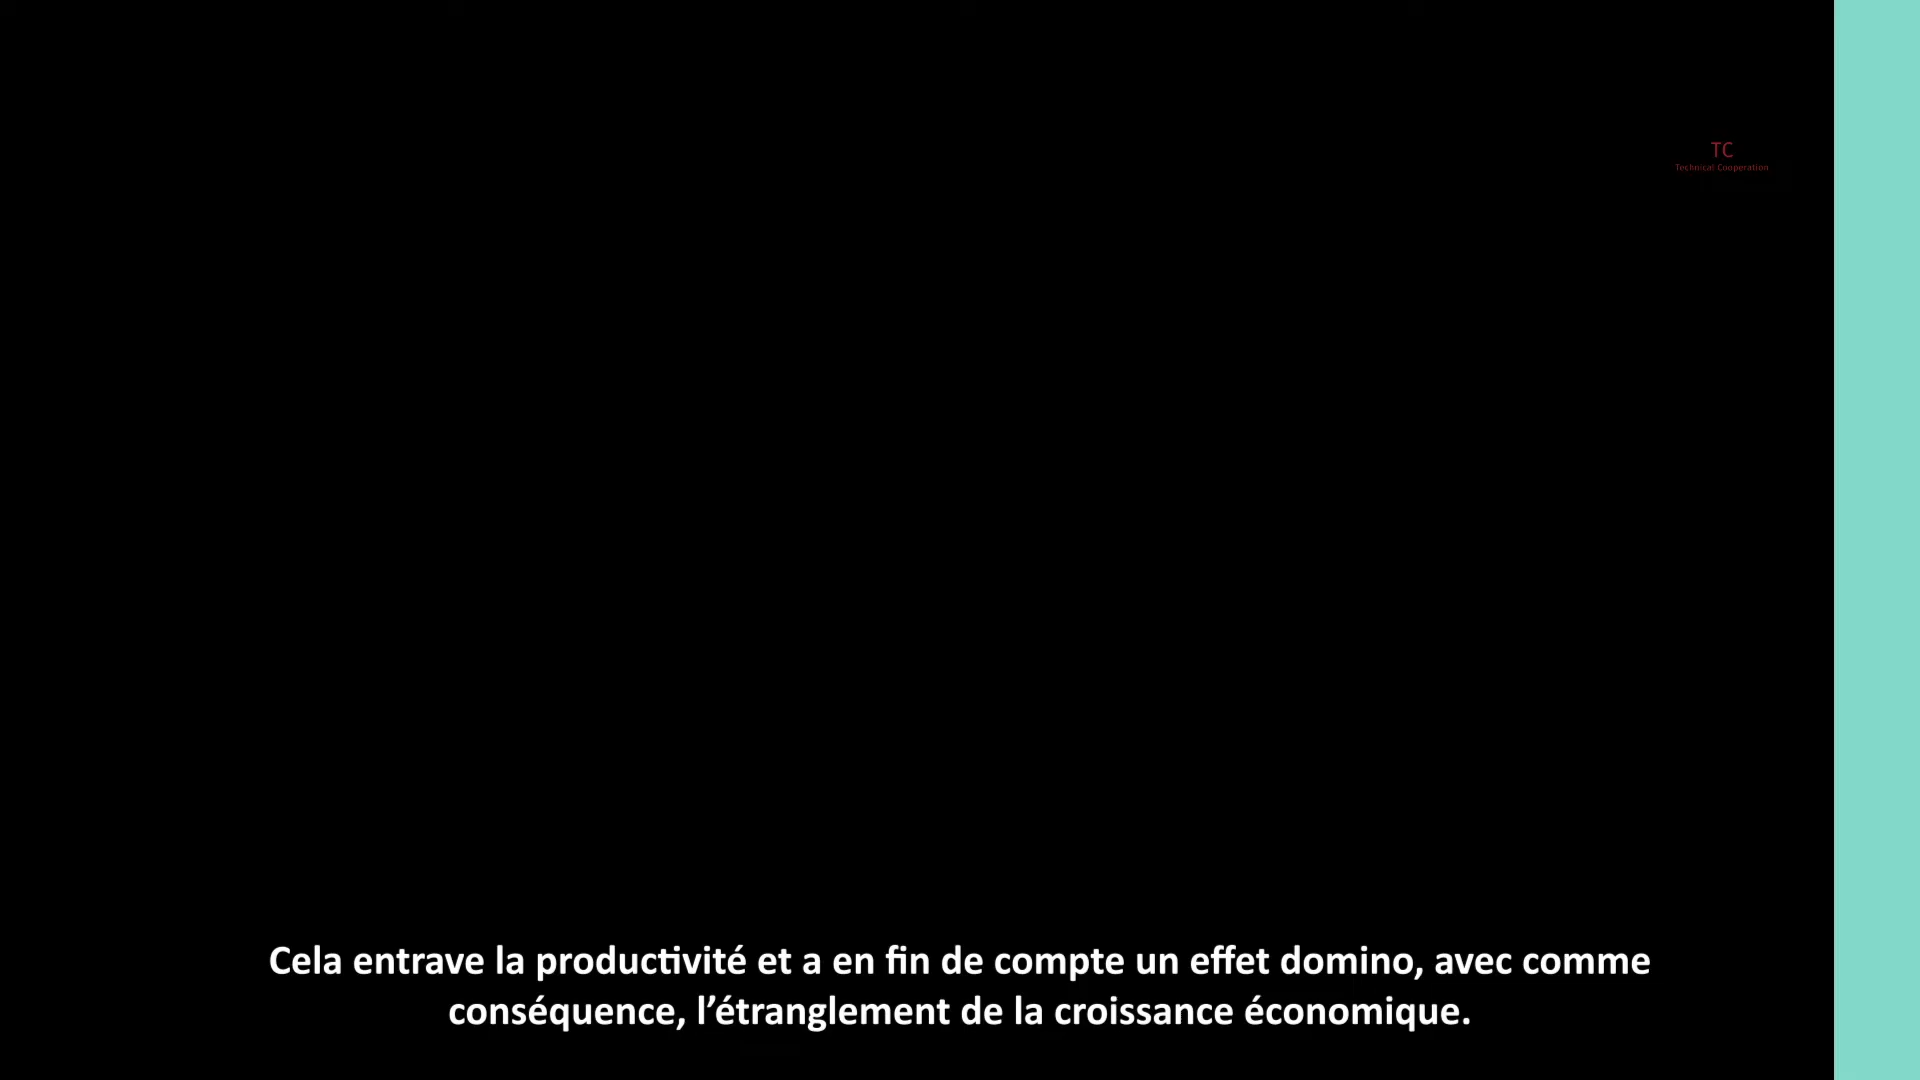 TC
Technical Cooperation
Cela entrave la productivité et a en fin de compte un effet domino, avec comme
conséquence, l’étranglement de la croissance économique.